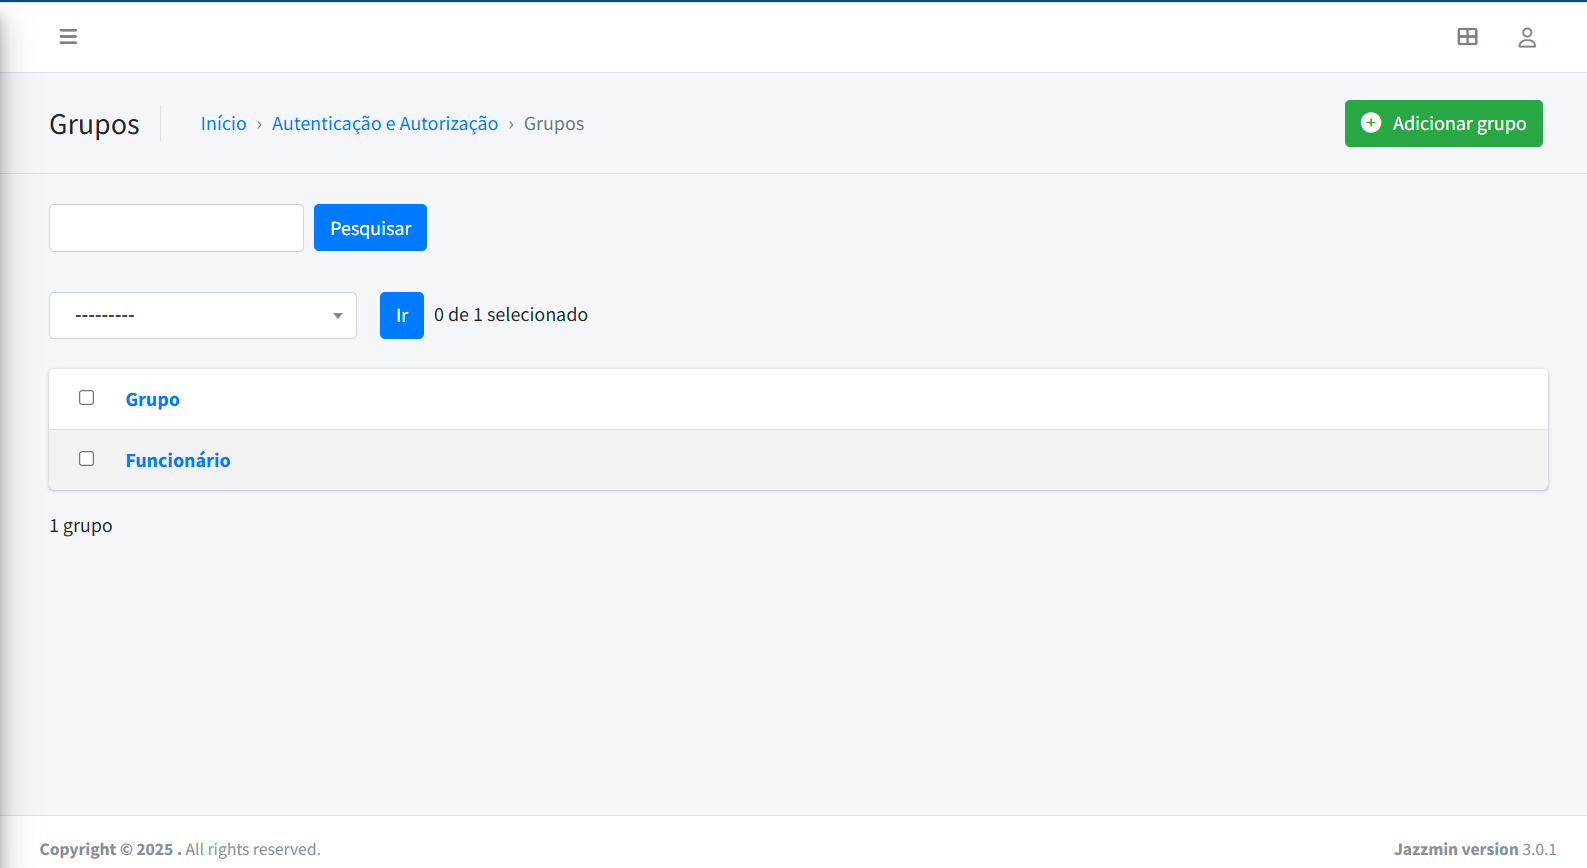 Grupos
Início › Autenticação e Autorização › Grupos
Adicionar grupo
Pesquisar
---------
Ir
0 de 1 selecionado
Grupo
Funcionário
1 grupo
Copyright © 2025 . All rights reserved.
Jazzmin version 3.0.1